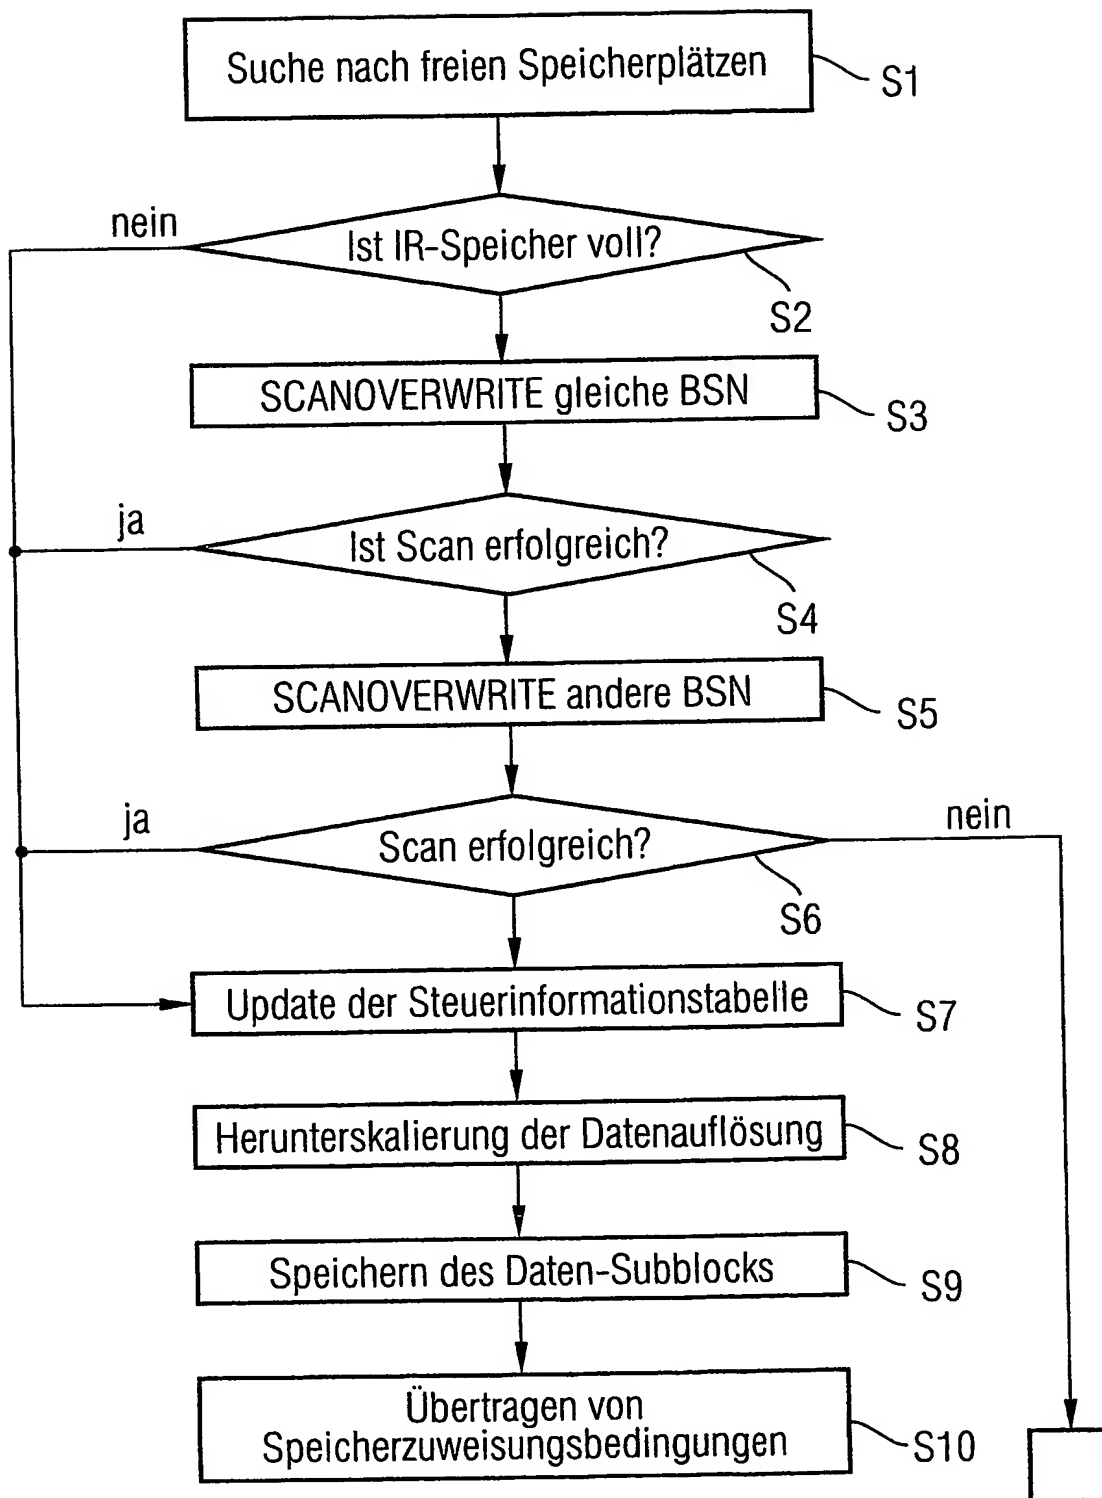 Suche nach freien Speicherplätzen
S1
nein
Ist IR-Speicher voll?
S2
SCANOVERWRITE gleiche BSN
S3
ja
Ist Scan erfolgreich?
S4
SCANOVERWRITE andere BSN
S5
ja
nein
Scan erfolgreich?
S6
Update der Steuerinformationstabelle
S7
Herunterskalierung der Datenauflösung
S8
Speichern des Daten-Subblocks
S9
Übertragen von
Speicherzuweisungsbedingungen
S10